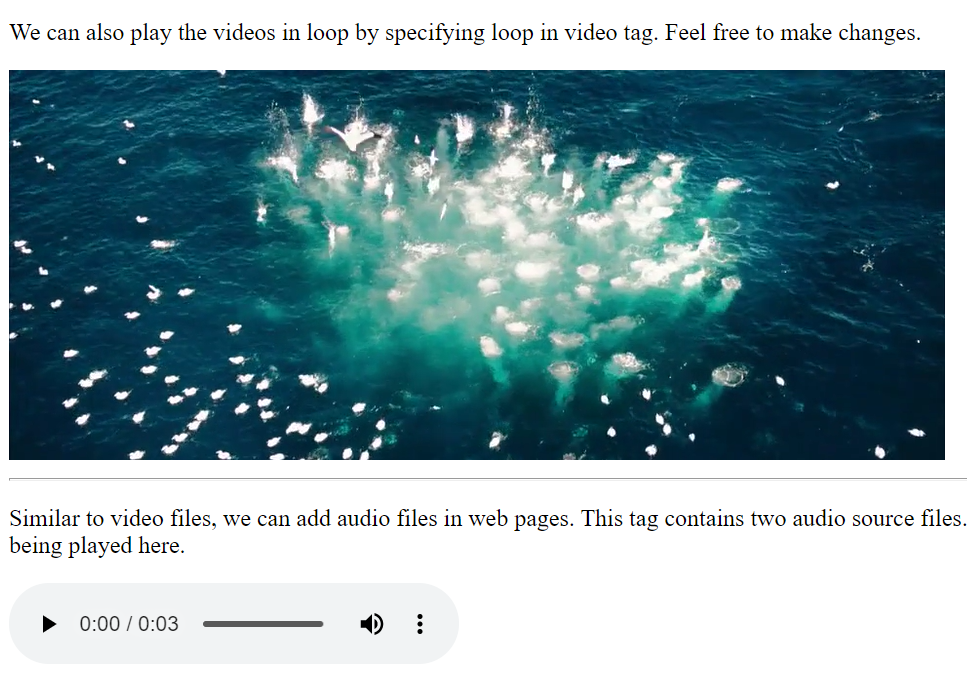 We can also play the videos in loop by specifying loop in video tag. Feel free to make changes.
Similar to video files, we can add audio files in web pages. This tag contains two audio source files.
being played here.
0:00 / 0:03